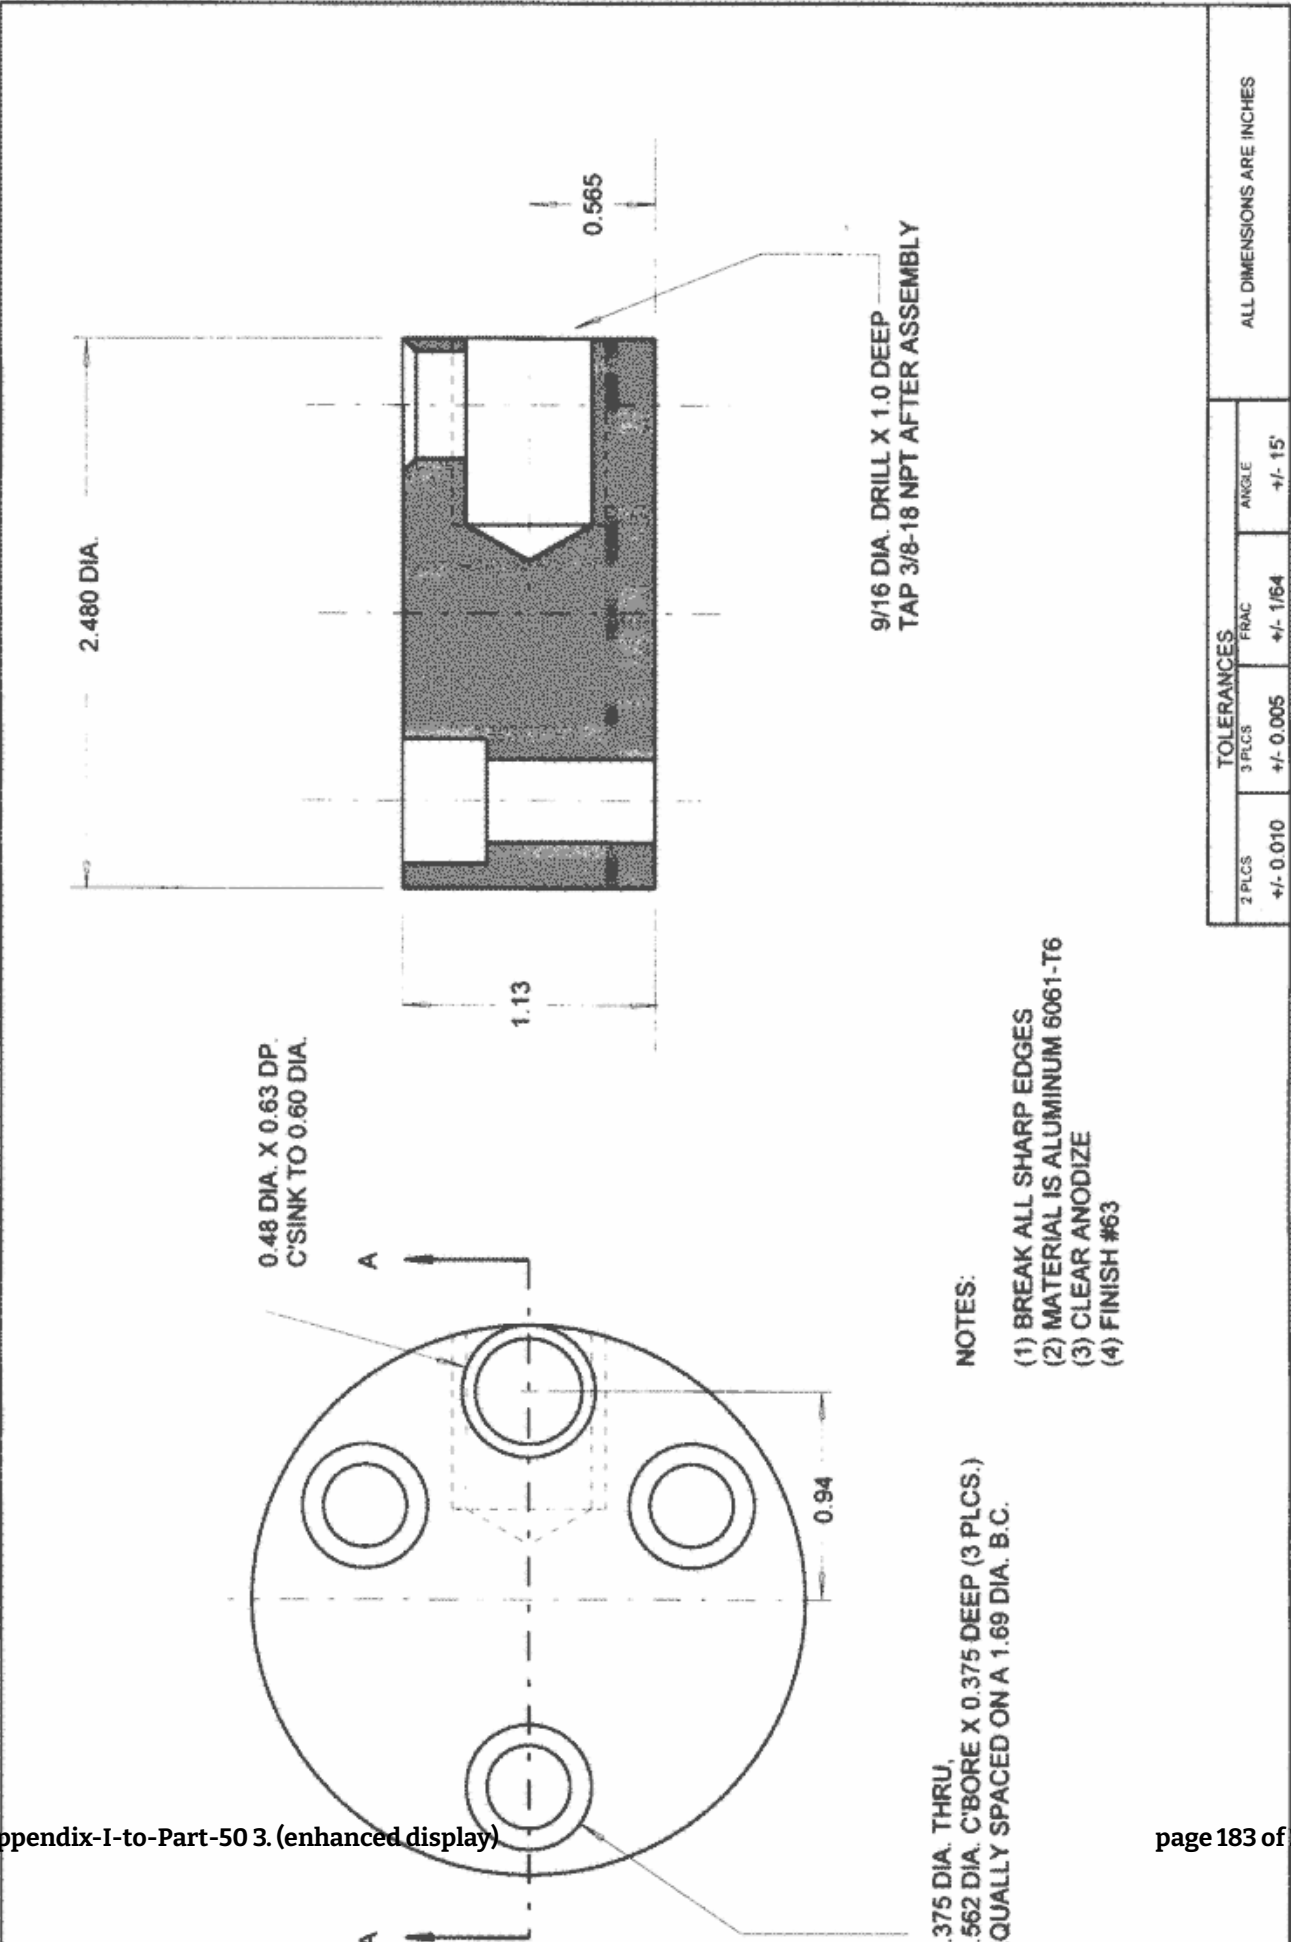 2.480 DIA.
0.565
9/16 DIA. DRILL X 1.0 DEEP
TAP 3/8-18 NPT AFTER ASSEMBLY
1.13
0.48 DIA. X 0.63 DP.
C'SINK TO 0.60 DIA.
A
A
0.94
.375 DIA. THRU,
.562 DIA. C'BORE X 0.375 DEEP (3 PLCS.)
QUALLY SPACED ON A 1.69 DIA. B.C.
NOTES:
(1) BREAK ALL SHARP EDGES
(2) MATERIAL IS ALUMINUM 6061-T6
(3) CLEAR ANODIZE
(4) FINISH #63
TOLERANCES
2 PLCS
3 PLCS
FRAC
ANGLE
+/- 0.010
+/- 0.005
+/- 1/64
+/- 15'
ALL DIMENSIONS ARE INCHES
ppendix-I-to-Part-50 3. (enhanced display)
page 183 of